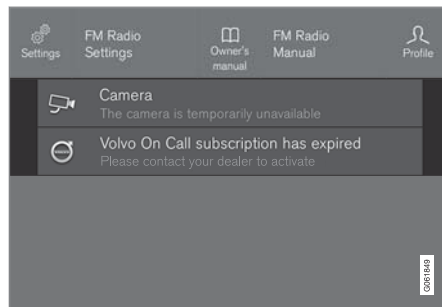 Settings
FM Radio
Settings
Owner's
manual
FM Radio
Manual
Profile
Camera
The camera is temporarily unavailable
Volvo On Call subscription has expired
Please contact your dealer to activate
G061849